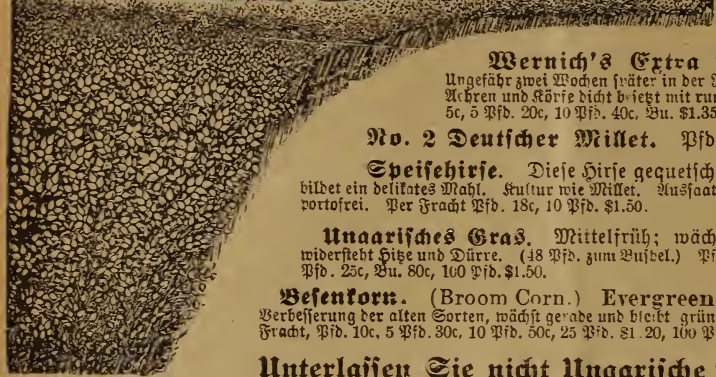 Wernich's Extra
Ungefähr zwei Wochen später in der
Aehren und Körfe dicht besetzt mit run
5c, 5 Pfd. 20c, 10 Pfd. 40c, Bu. $1.35
No. 2 Deutscher Millet. Pfd
Speisehirse. Diese Hirse gequetsch
bildet ein delikates Mahl. Kultur wie Millet. Aussaat
portofrei. Per Fracht Pfd. 18c, 10 Pfd. $1.50.
Ungarisches Gras. Mittelfrüh; wäch
widersteht Hitze und Dürre. (48 Pfd. zum Bushel.) Pf
Pfd. 25c, Bu. 80c, 100 Pfd. $1.50.
Besenkorn. (Broom Corn.) Evergreen
Verbesserung der alten Sorten, wächst gerade und bleibt grün
Fracht, Pfd. 10c, 5 Pfd. 30c, 10 Pfd. 50c, 25 Pfd. $1.20, 100 P
Unterlassen Sie nicht Ungarische